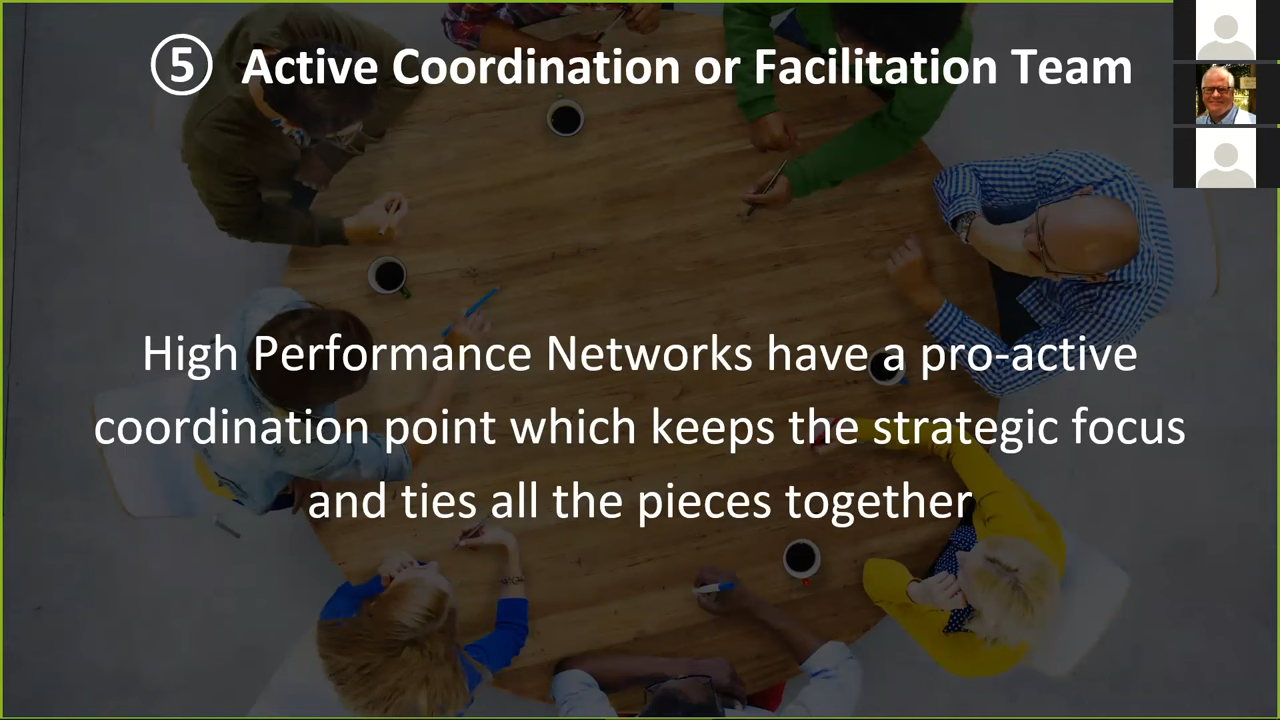 ⑤ Active Coordination or Facilitation Team
High Performance Networks have a pro-active
coordination point which keeps the strategic focus
and ties all the pieces together